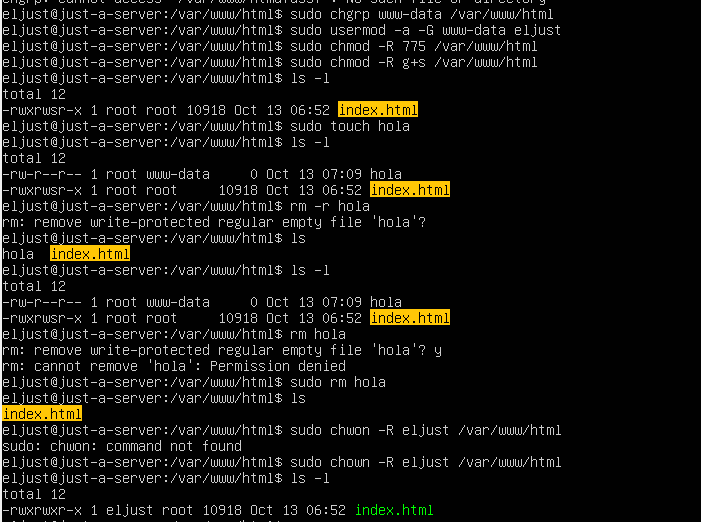 eljust@just-a-server:/var/www/html$ sudo chgrp www-data /var/www/html
eljust@just-a-server:/var/www/html$ sudo usermod -a -G www-data eljust
eljust@just-a-server:/var/www/html$ sudo chmod -R 775 /var/www/html
eljust@just-a-server:/var/www/html$ sudo chmod -R g+s /var/www/html
eljust@just-a-server:/var/www/html$ ls -l
total 12
-rwxrwsr-x 1 root root 10918 Oct 13 06:52 index.html
eljust@just-a-server:/var/www/html$ sudo touch hola
eljust@just-a-server:/var/www/html$ ls -l
total 12
-rw-r--r-- 1 root www-data     0 Oct 13 07:09 hola
-rwxrwsr-x 1 root root     10918 Oct 13 06:52 index.html
eljust@just-a-server:/var/www/html$ rm -r hola
rm: remove write-protected regular empty file 'hola'?
eljust@just-a-server:/var/www/html$ ls
hola  index.html
eljust@just-a-server:/var/www/html$ ls -l
total 12
-rw-r--r-- 1 root www-data     0 Oct 13 07:09 hola
-rwxrwsr-x 1 root root     10918 Oct 13 06:52 index.html
eljust@just-a-server:/var/www/html$ rm hola
rm: remove write-protected regular empty file 'hola'? y
rm: cannot remove 'hola': Permission denied
eljust@just-a-server:/var/www/html$ sudo rm hola
eljust@just-a-server:/var/www/html$ ls
index.html
eljust@just-a-server:/var/www/html$ sudo chwon -R eljust /var/www/html
sudo: chwon: command not found
eljust@just-a-server:/var/www/html$ sudo chown -R eljust /var/www/html
eljust@just-a-server:/var/www/html$ ls -l
total 12
-rwxrwxr-x 1 eljust root 10918 Oct 13 06:52 index.html